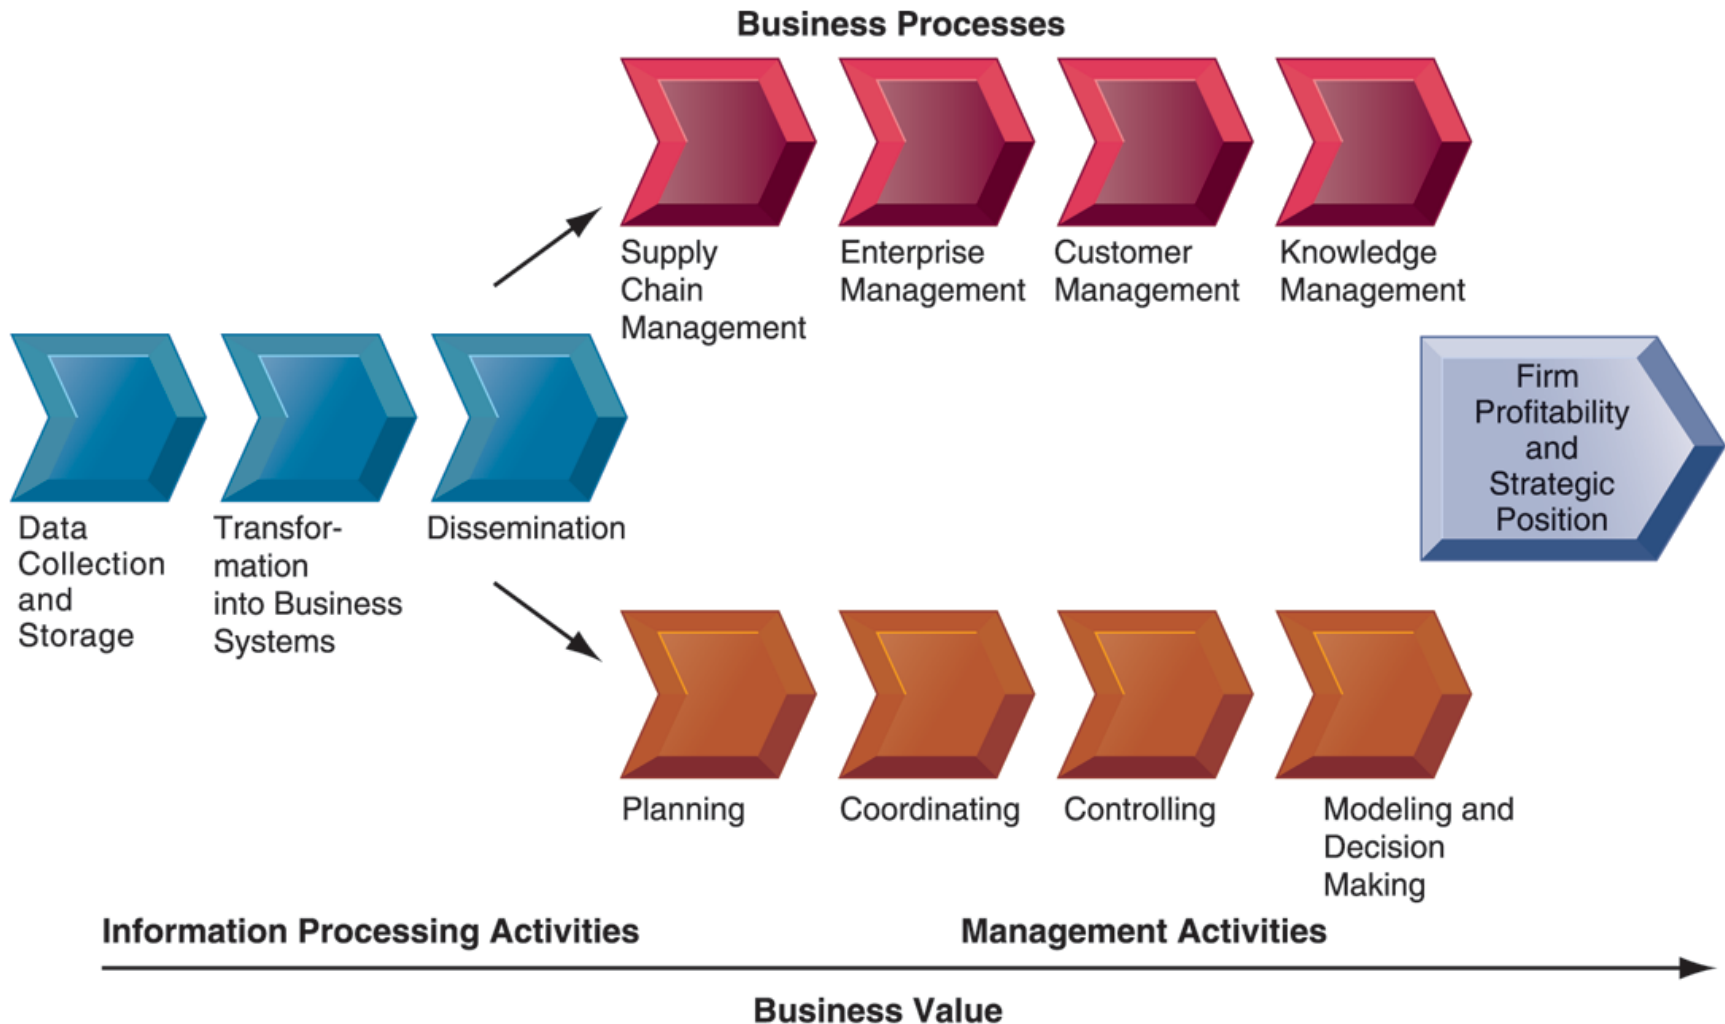 Business Processes
Supply
Chain
Management
Enterprise
Management
Customer
Management
Knowledge
Management
Data
Collection
and
Storage
Transfor-
mation
into Business
Systems
Dissemination
Firm
Profitability
and
Strategic
Position
Planning
Coordinating
Controlling
Modeling and
Decision
Making
Information Processing Activities
Management Activities
Business Value